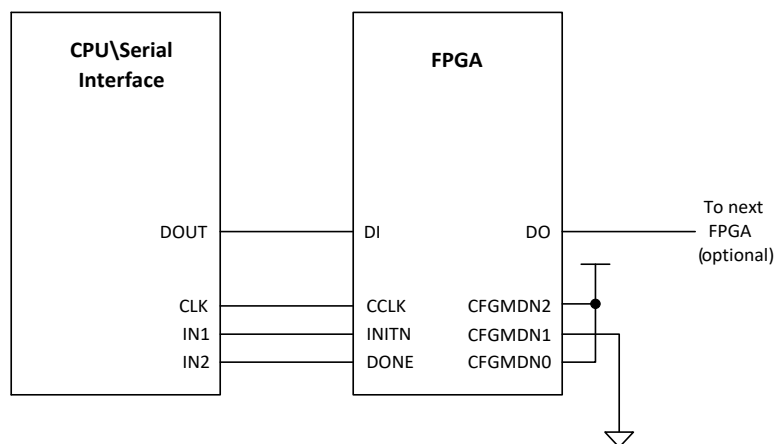 CPU\Serial
Interface
FPGA
DOUT
DI
DO
To next
FPGA
(optional)
CLK
CCLK
CFGMDN2
IN1
INITN
CFGMDN1
IN2
DONE
CFGMDN0